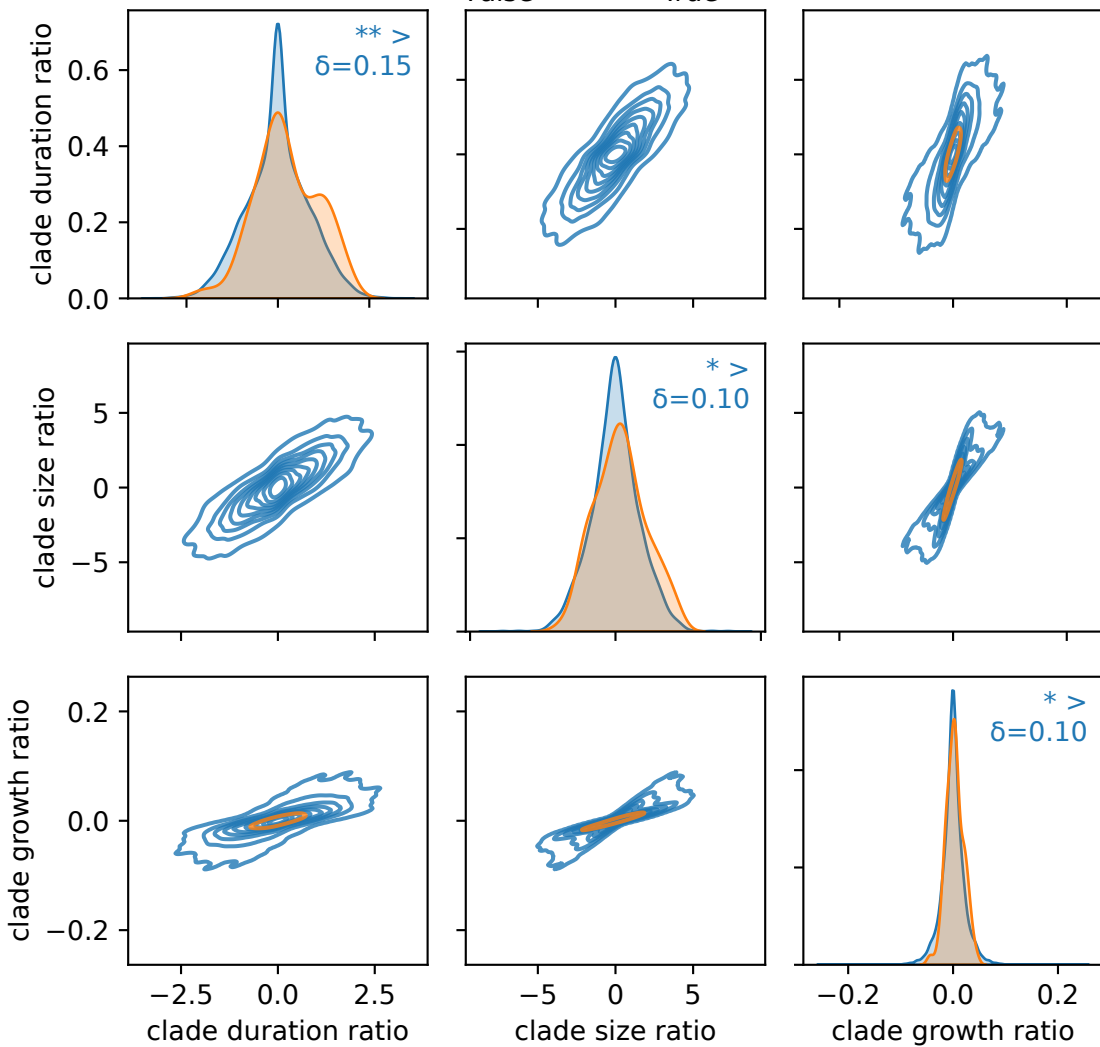 ** >
δ=0.15
* >
δ=0.10
* >
δ=0.10
clade duration ratio
0.6
0.4
0.2
0.0
clade size ratio
5
0
−5
clade growth ratio
0.2
0.0
−0.2
−2.5 0.0 2.5
−5 0 5
−0.2 0.0 0.2
clade duration ratio
clade size ratio
clade growth ratio